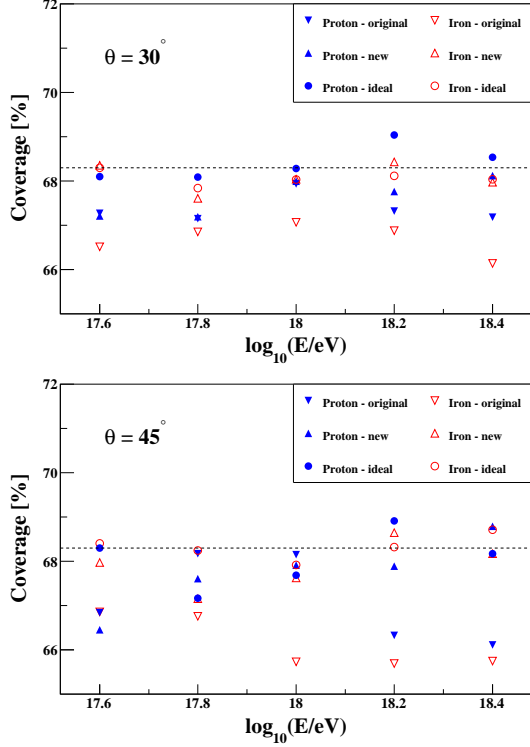 72
70
68
66
Coverage [%]
θ = 30°
Proton - original
Iron - original
Proton - new
Iron - new
Proton - ideal
Iron - ideal
17.6 17.8 18 18.2 18.4
log10(E/eV)
72
70
68
66
Coverage [%]
θ = 45°
Proton - original
Iron - original
Proton - new
Iron - new
Proton - ideal
Iron - ideal
17.6 17.8 18 18.2 18.4
log10(E/eV)